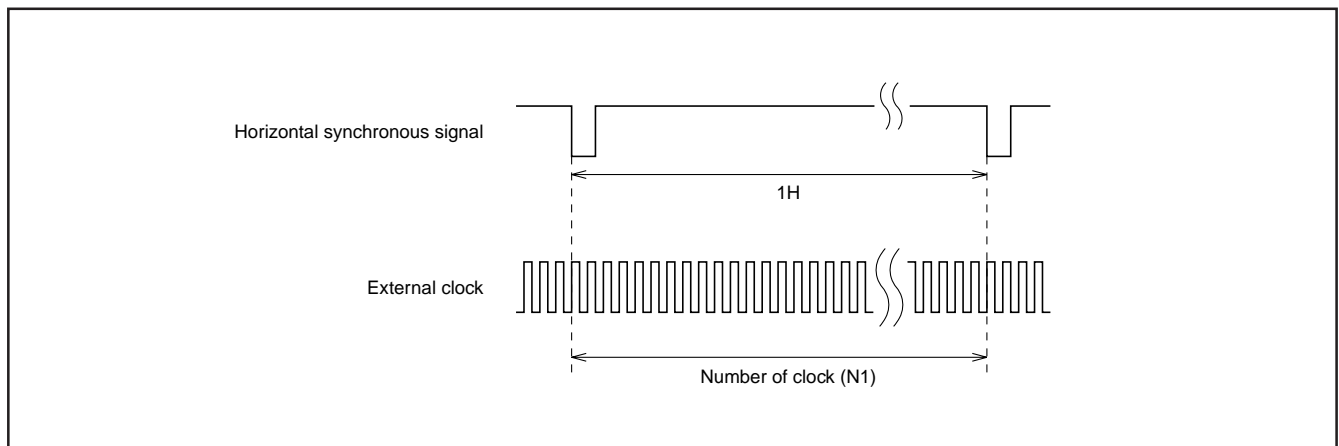 Horizontal synchronous signal
1H
External clock
Number of clock (N1)